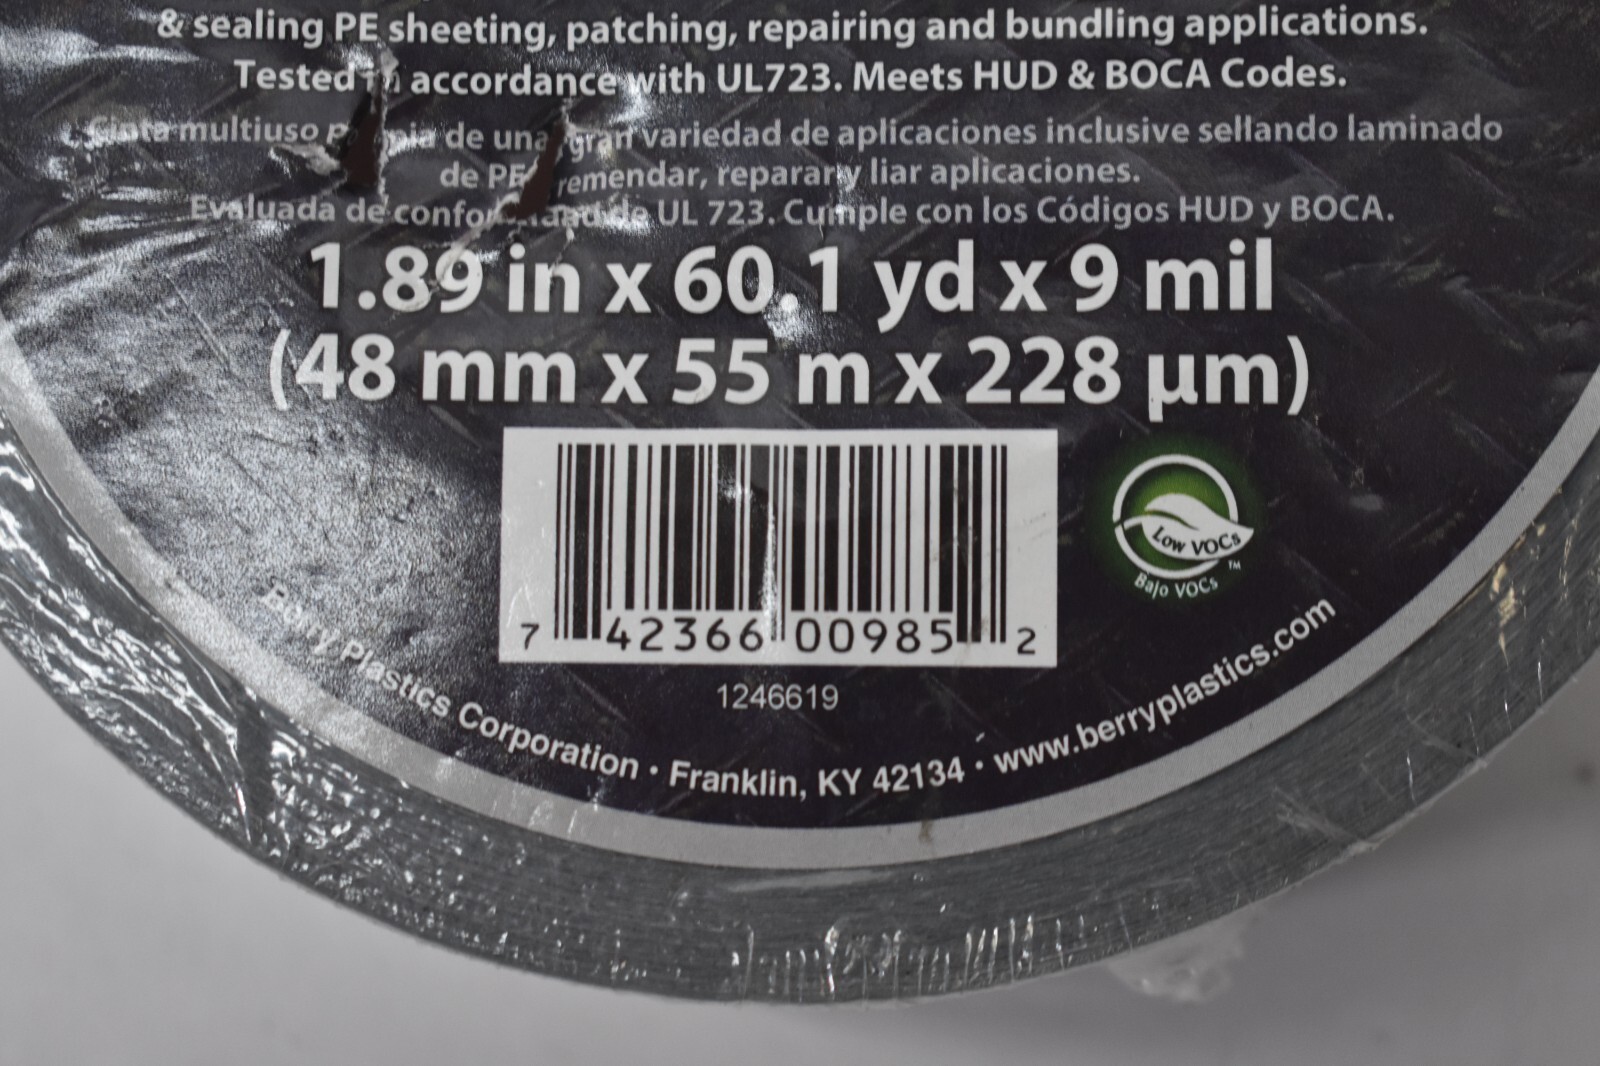 & sealing PE sheeting, patching, repairing and bundling applications.
Tested in accordance with UL723. Meets HUD & BOCA Codes.
Cinta multiuso de una gran variedad de aplicaciones inclusive sellando laminado
de PE remendar, reparar y liar aplicaciones.
Evaluada de UL 723. Cumple con los Códigos HUD y BOCA.
1.89 in x 60.1 yd x 9 mil
(48 mm x 55 m x 228 µm)
Low VOCs
TM
Bajo VOCs
7 42366 00985 2
1246619
Berry Plastics Corporation • Franklin, KY 42134 • www.berryplastics.com